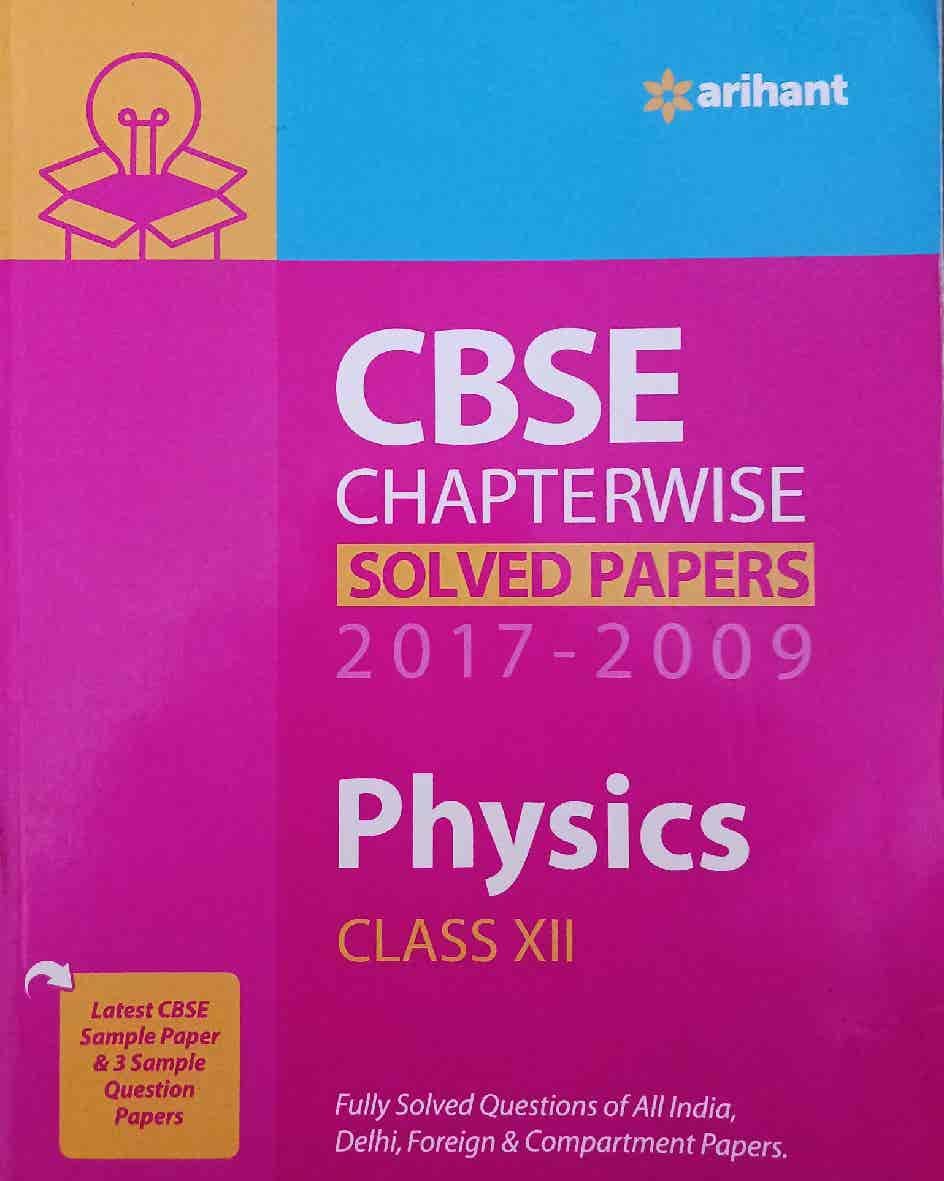 arihant
CBSE
CHAPTERWISE
SOLVED PAPERS
2017-2009
Physics
CLASS XII
Latest CBSE
Sample Paper
& 3 Sample
Question
Papers
Fully Solved Questions of All India,
Delhi, Foreign & Compartment Papers.